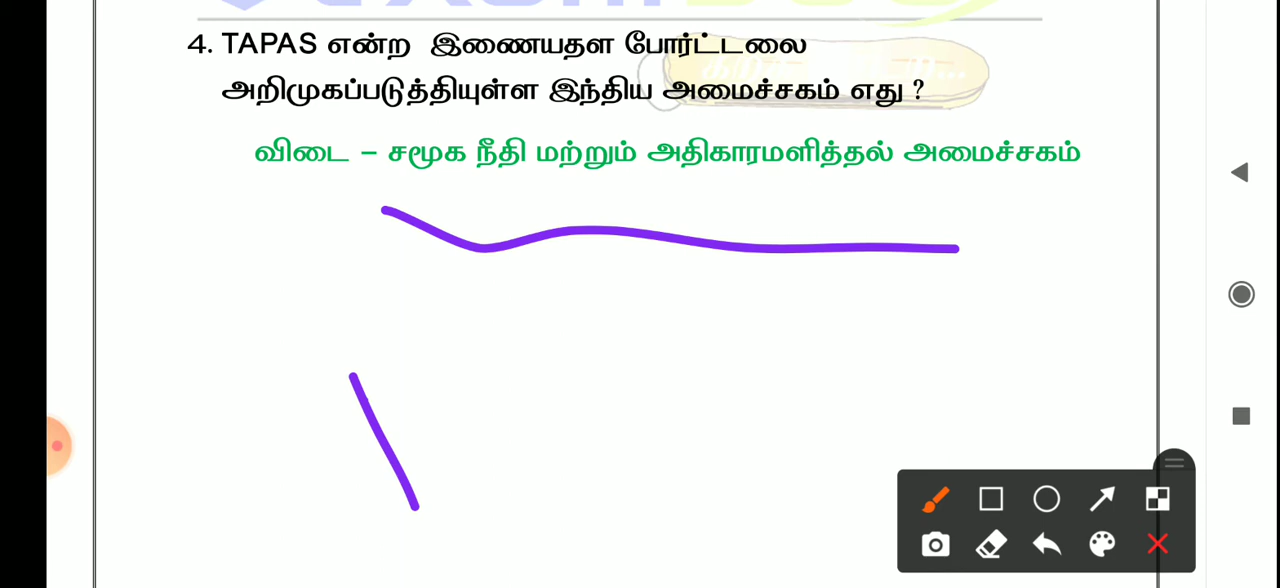 4. TAPAS என்ற இணையதள போர்ட்டலை
அறிமுகப்படுத்தியுள்ள இந்திய அமைச்சகம் எது ?
விடை – சமூக நீதி மற்றும் அதிகாரமளித்தல் அமைச்சகம்